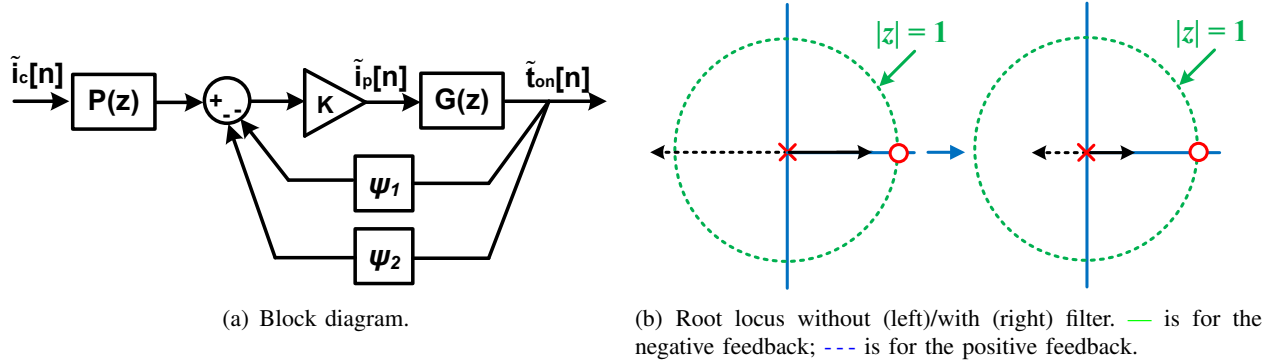 ĩc[n]
P(z)
+
-
-
K
ĩp[n]
G(z)
t̃on[n]
ψ1
ψ2
(a) Block diagram.
|z| = 1
|z| = 1
(b) Root locus without (left)/with (right) filter. — is for the
negative feedback; --- is for the positive feedback.